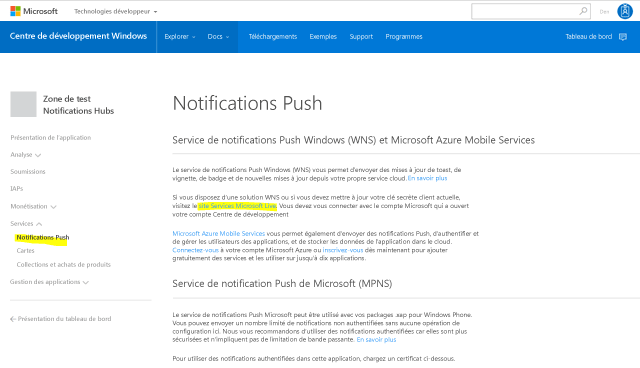 Microsoft
Technologies développeur
Dév
Centre de développement Windows
Explorer
Docs
Téléchargements
Exemples
Support
Programmes
Tableau de bord
Zone de test
Notifications Hubs
Présentation de l'application
Analyse
Soumissions
IAPs
Monétisation
Services
Notifications Push
Cartes
Collections et achats de produits
Gestion des applications
Présentation du tableau de bord
Notifications Push
Service de notifications Push Windows (WNS) et Microsoft Azure Mobile Services
Le service de notifications Push Windows (WNS) vous permet d'envoyer des mises à jour de toast, de
vignette, de badge et de nouvelles mises à jour depuis votre propre service cloud. En savoir plus
Si vous disposez d'une solution WNS ou si vous devez mettre à jour votre clé secrète client actuelle,
visitez le site Services Microsoft Live. Vous devez vous connecter avec le compte Microsoft qui a ouvert
votre compte Centre de développement
Microsoft Azure Mobile Services vous permet également d'envoyer des notifications Push, d'authentifier et
de gérer les utilisateurs des applications, et de stocker les données de l'application dans le cloud.
Connectez-vous à votre compte Microsoft Azure ou inscrivez-vous dès maintenant pour ajouter
gratuitement des services et les utiliser sur jusqu'à dix applications.
Service de notification Push de Microsoft (MPNS)
Le service de notifications Push Microsoft peut être utilisé avec vos packages .xap pour Windows Phone.
Vous pouvez envoyer un nombre limité de notifications non authentifiées sans aucune opération de
configuration ici. Nous vous recommandons d'utiliser des notifications authentifiées car elles sont plus
sécurisées et n'impliquent pas de limitation de bande passante. En savoir plus
Pour utiliser des notifications authentifiées dans cette application, chargez un certificat ci-dessous.